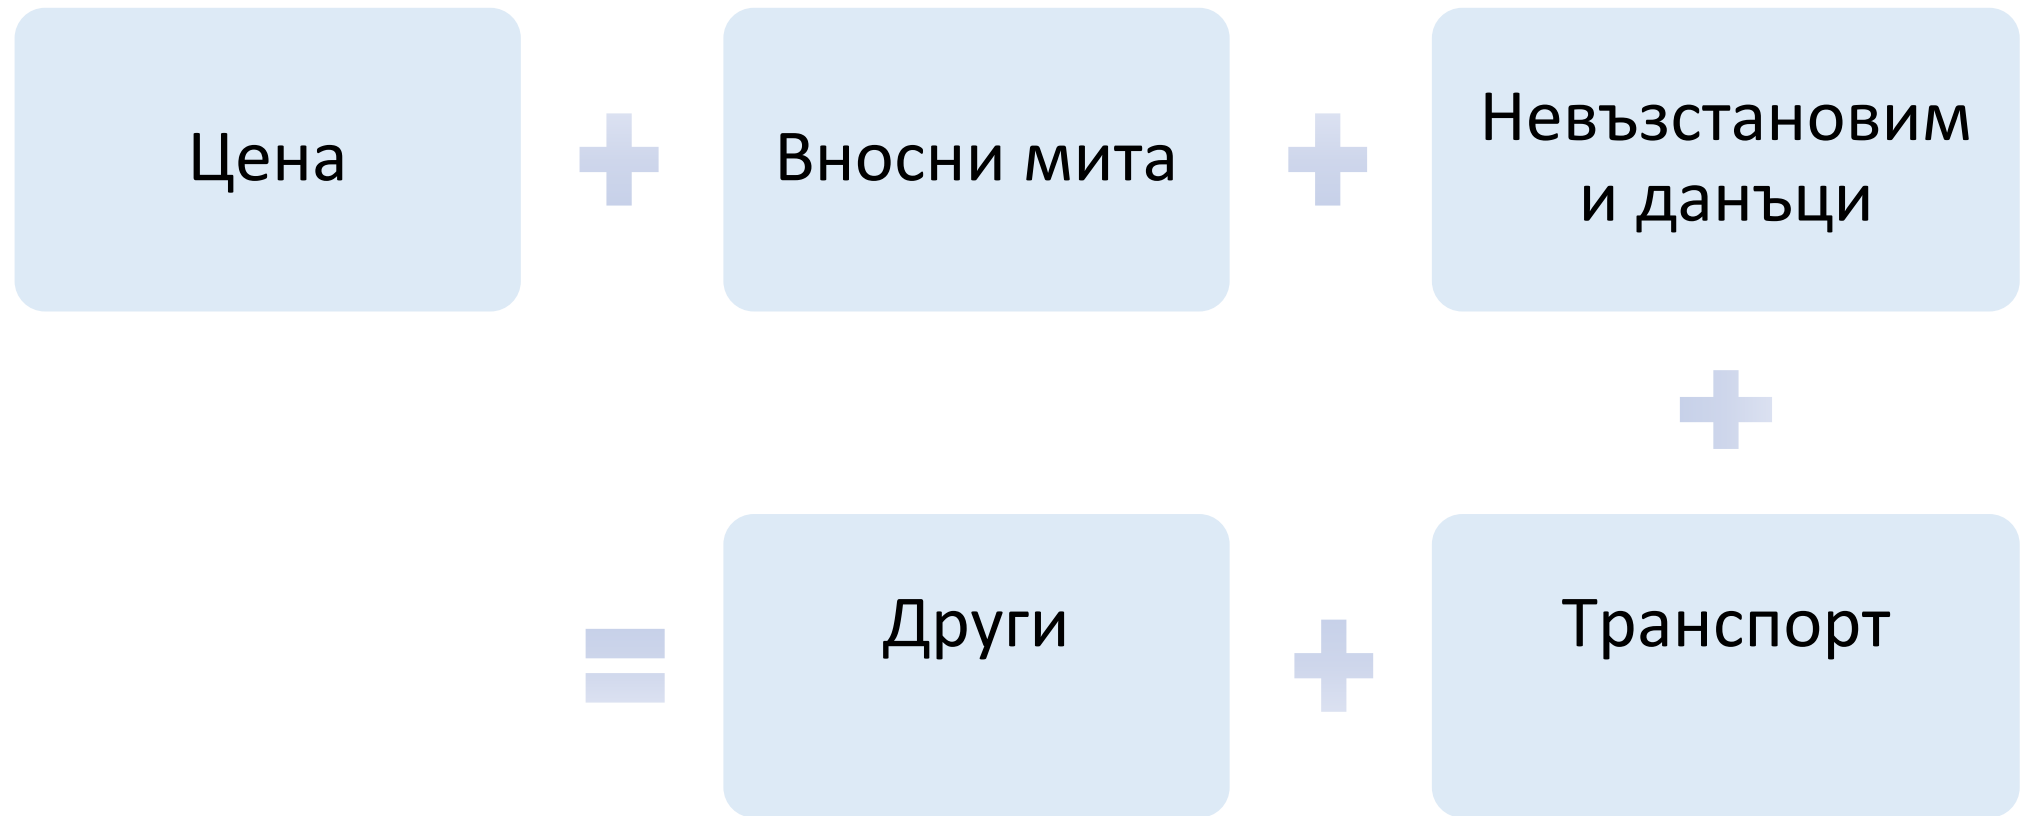 Цена
Вносни мита
Невъзстановим
и данъци
Други
Транспорт